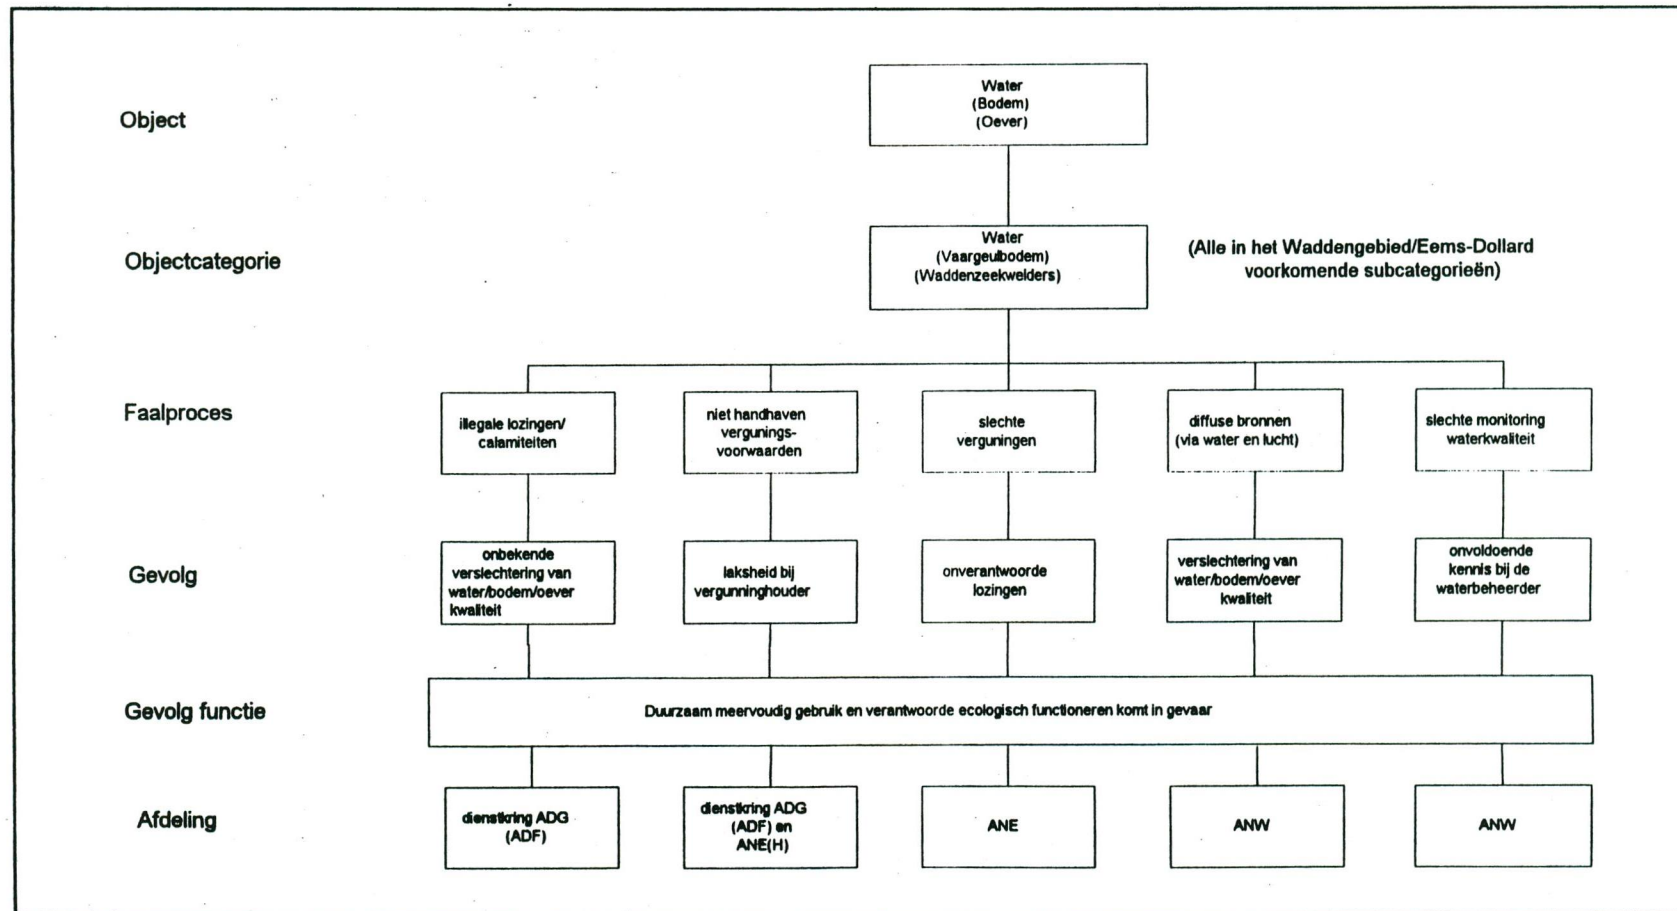 Object
Water
(Bodem)
(Oever)
Objectcategorie
Water
(Vaargeulbodem)
(Waddenzeekwelders)
(Alle in het Waddengebied/Eems-Dollard
voorkomende subcategorieën)
Faalproces
illegale lozingen/
calamiteiten
niet handhaven
vergunings-
voorwaarden
slechte
verguningen
diffuse bronnen
(via water en lucht)
slechte monitoring
waterkwaliteit
Gevolg
onbekende
verslechtering van
water/bodem/oever
kwaliteit
laksheid bij
vergunninghouder
onverantwoorde
lozingen
verslechtering van
water/bodem/oever
kwaliteit
onvoldoende
kennis bij de
waterbeheerder
Gevolg functie
Duurzaam meervoudig gebruik en verantwoorde ecologisch functioneren komt in gevaar
Afdeling
dienstkring ADG
(ADF)
dienstkring ADG
(ADF) en
ANE(H)
ANE
ANW
ANW